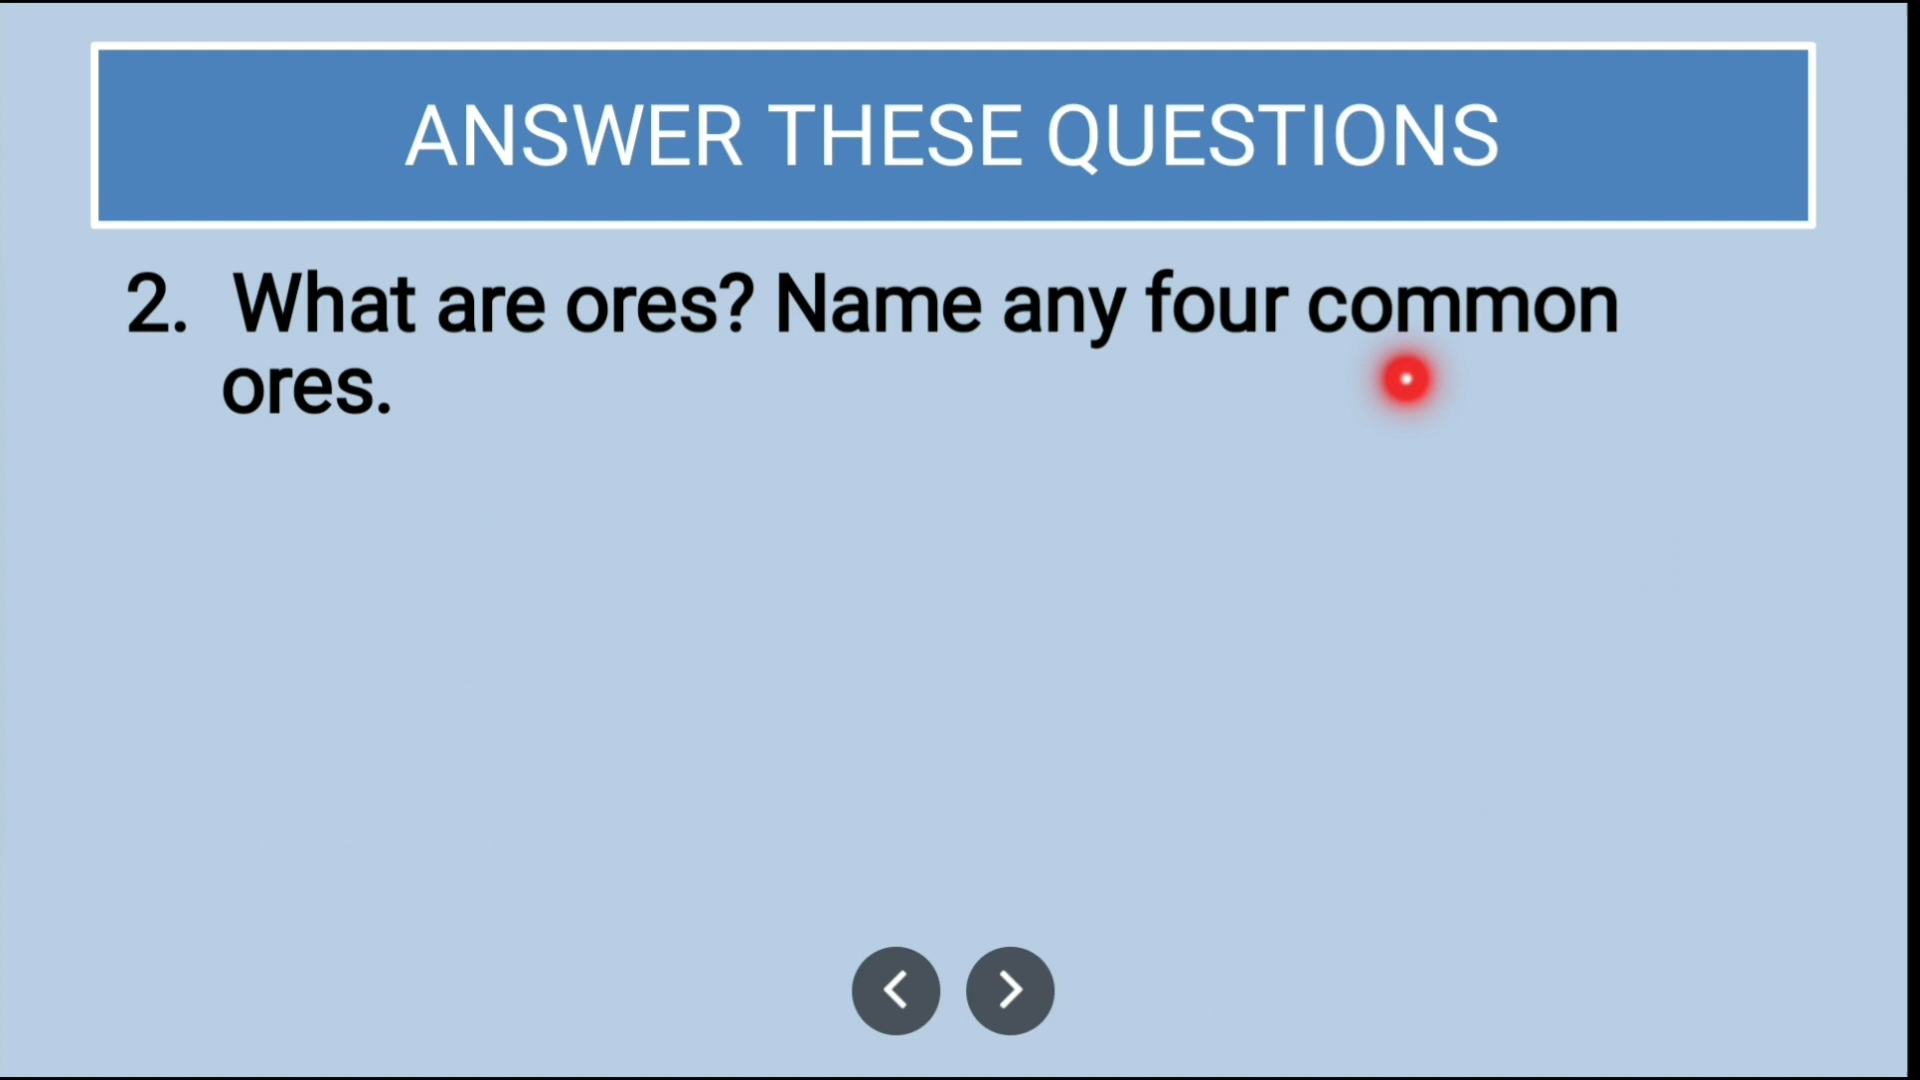 ANSWER THESE QUESTIONS
2. What are ores? Name any four common
ores.